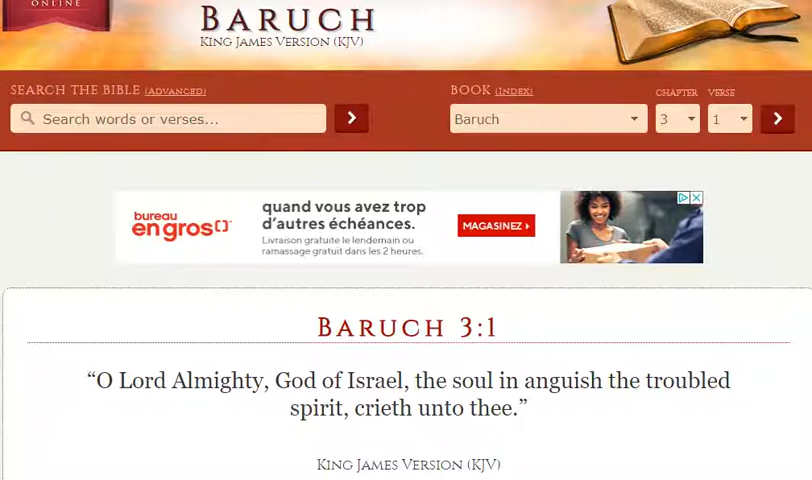 ONLINE
BARUCH
KING JAMES VERSION (KJV)
SEARCH THE BIBLE (ADVANCED)
Search words or verses...
BOOK (INDEX)
CHAPTER
VERSE
Baruch
3
1
bureau
en gros
quand vous avez trop
d'autres échéances.
Livraison gratuite le lendemain ou
ramassage gratuit dans les 2 heures.
MAGASINEZ
BARUCH 3:1
“O Lord Almighty, God of Israel, the soul in anguish the troubled
spirit, crieth unto thee.”
KING JAMES VERSION (KJV)